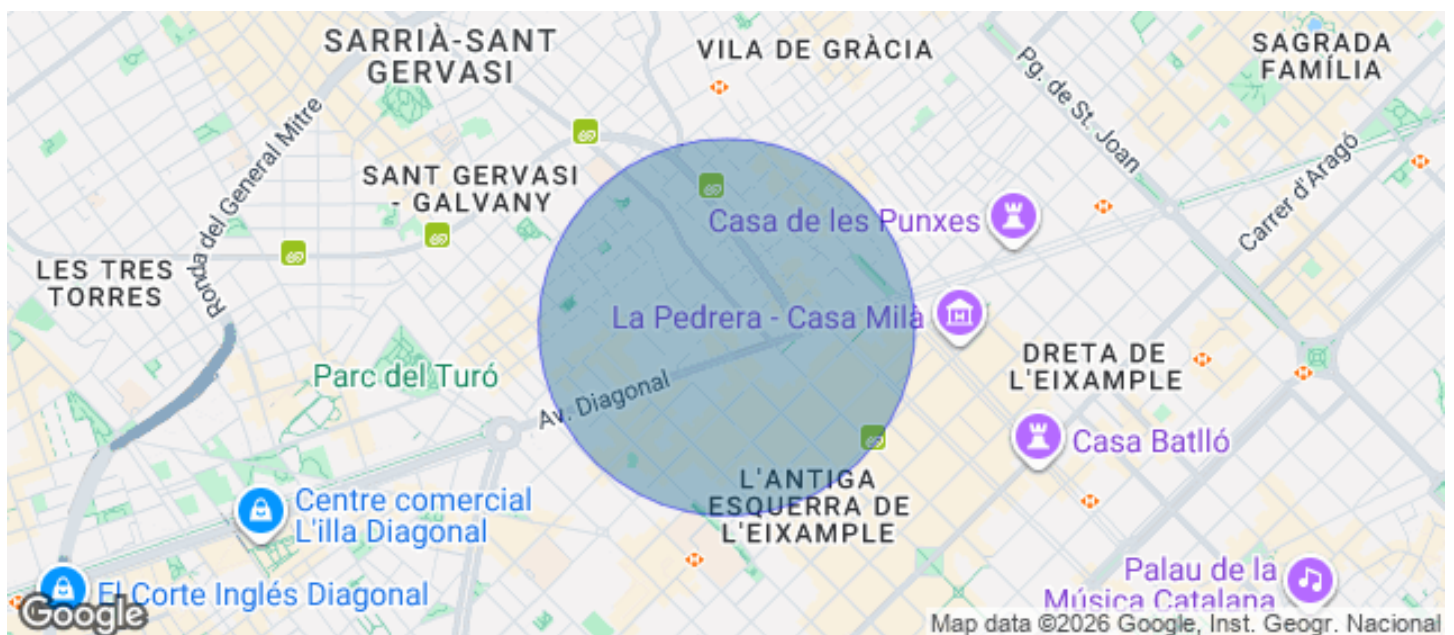 SARRIÀ-SANT
GERVASI
VILA DE GRÀCIA
SAGRADA
FAMÍLIA
Pg. de St. Joan
Ronda del General Mitre
Carrer d'Aragó
SANT GERVASI
- GALVANY
Casa de les Punxes
LES TRES
TORRES
La Pedrera - Casa Milà
DRETA DE
L'EIXAMPLE
Parc del Turó
Av. Diagonal
Casa Batlló
L'ANTIGA
ESQUERRA DE
L'EIXAMPLE
Centre comercial
L'illa Diagonal
Palau de la
Música Catalana
El Corte Inglés Diagonal
Google
Map data ©2026 Google, Inst. Geogr. Nacional